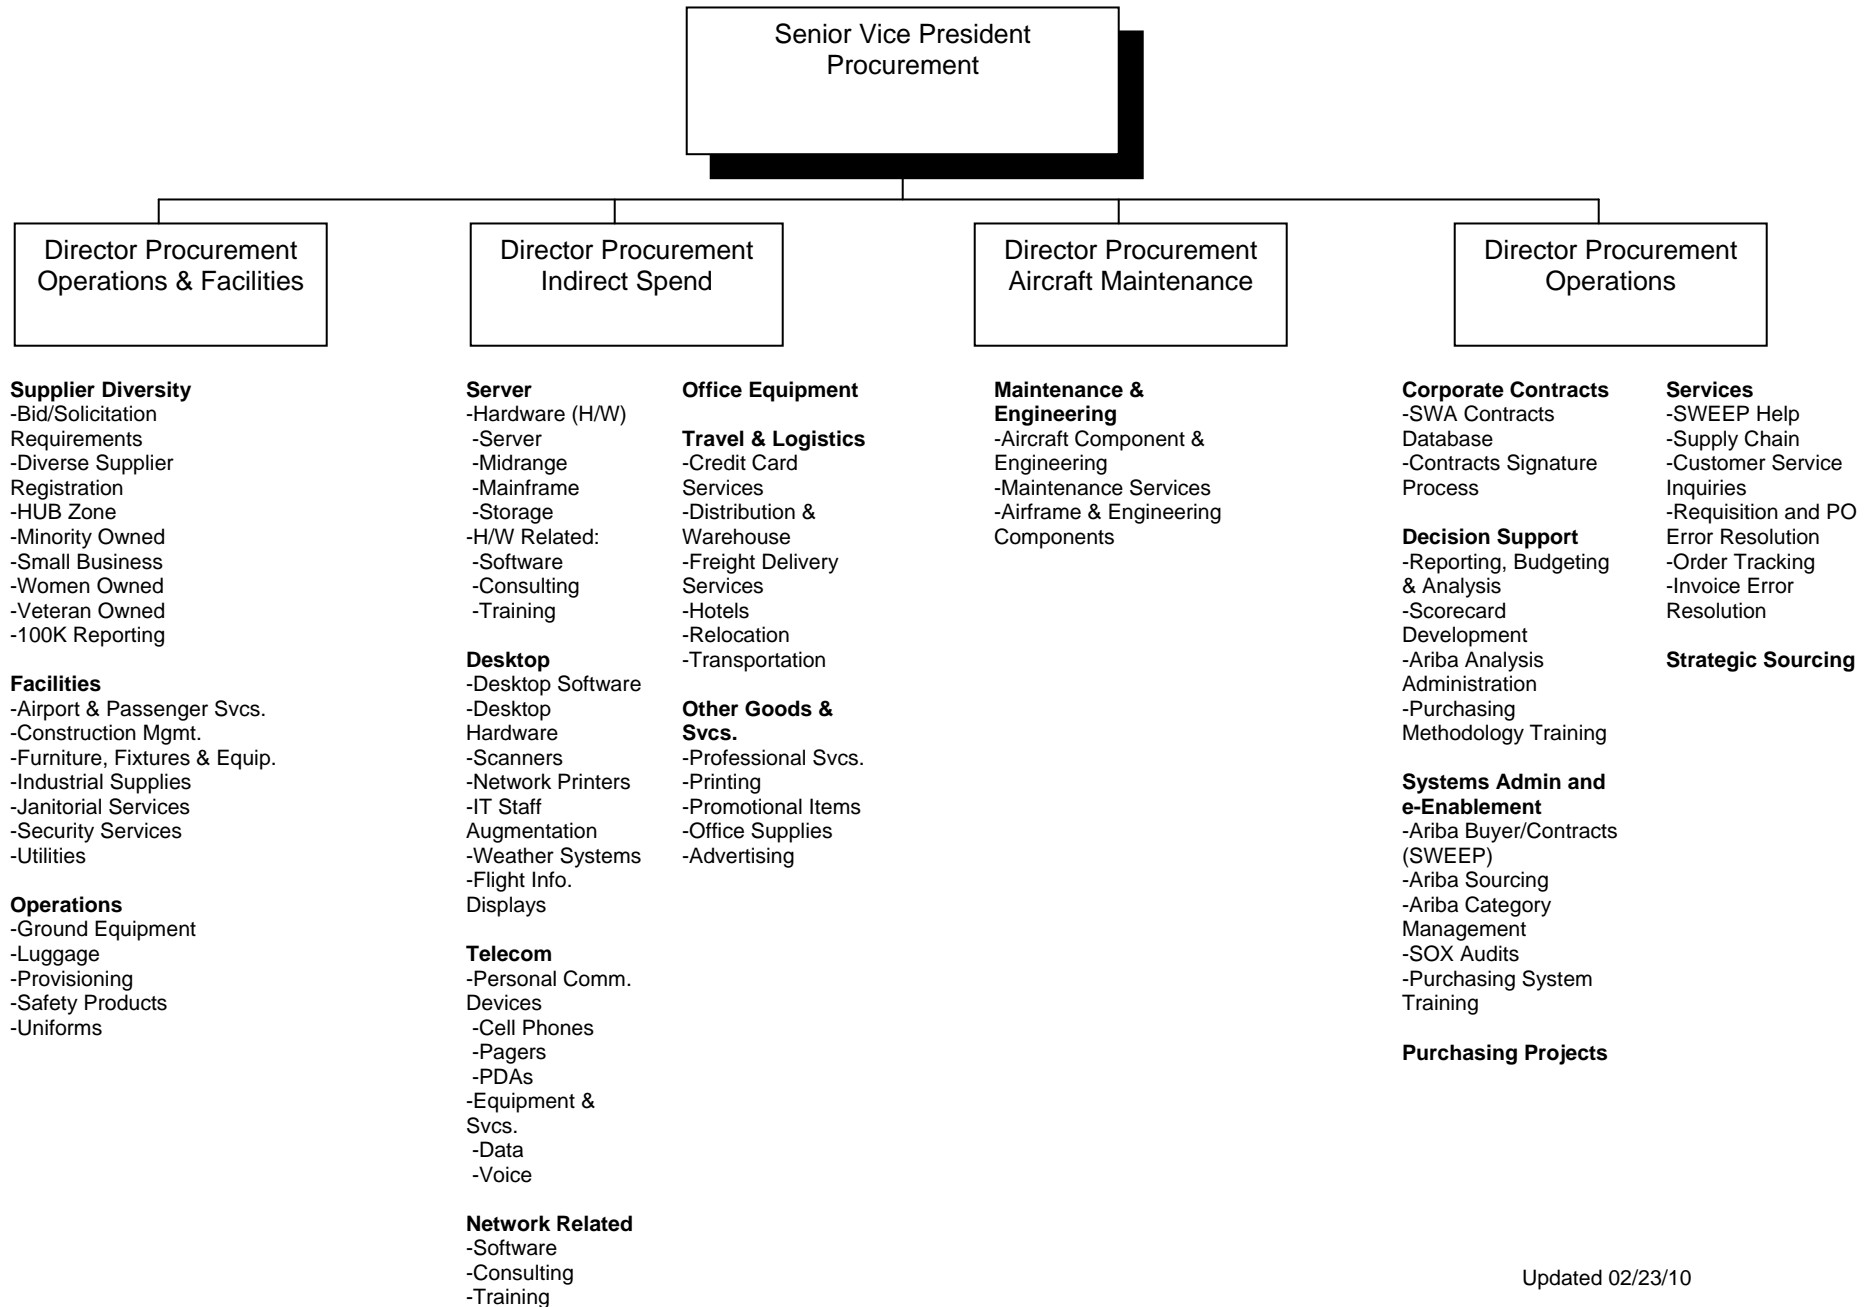 Senior Vice President
Procurement
Director Procurement
Operations & Facilities
Director Procurement
Indirect Spend
Director Procurement
Aircraft Maintenance
Director Procurement
Operations
Supplier Diversity
-Bid/Solicitation
Requirements
-Diverse Supplier
Registration
-HUB Zone
-Minority Owned
-Small Business
-Women Owned
-Veteran Owned
-100K Reporting
Facilities
-Airport & Passenger Svcs.
-Construction Mgmt.
-Furniture, Fixtures & Equip.
-Industrial Supplies
-Janitorial Services
-Security Services
-Utilities
Operations
-Ground Equipment
-Luggage
-Provisioning
-Safety Products
-Uniforms
Server
-Hardware (H/W)
-Server
-Midrange
-Mainframe
-Storage
-H/W Related:
-Software
-Consulting
-Training
Desktop
-Desktop Software
-Desktop
Hardware
-Scanners
-Network Printers
-IT Staff
Augmentation
-Weather Systems
-Flight Info.
Displays
Telecom
-Personal Comm.
Devices
-Cell Phones
-Pagers
-PDAs
-Equipment &
Svcs.
-Data
-Voice
Network Related
-Software
-Consulting
-Training
Office Equipment
Travel & Logistics
-Credit Card
Services
-Distribution &
Warehouse
-Freight Delivery
Services
-Hotels
-Relocation
-Transportation
Other Goods &
Svcs.
-Professional Svcs.
-Printing
-Promotional Items
-Office Supplies
-Advertising
Maintenance &
Engineering
-Aircraft Component &
Engineering
-Maintenance Services
-Airframe & Engineering
Components
Corporate Contracts
-SWA Contracts
Database
-Contracts Signature
Process
Decision Support
-Reporting, Budgeting
& Analysis
-Scorecard
Development
-Ariba Analysis
Administration
-Purchasing
Methodology Training
Systems Admin and
e-Enablement
-Ariba Buyer/Contracts
(SWEEP)
-Ariba Sourcing
-Ariba Category
Management
-SOX Audits
-Purchasing System
Training
Purchasing Projects
Services
-SWEEP Help
-Supply Chain
-Customer Service
Inquiries
-Requisition and PO
Error Resolution
-Order Tracking
-Invoice Error
Resolution
Strategic Sourcing
Updated 02/23/10